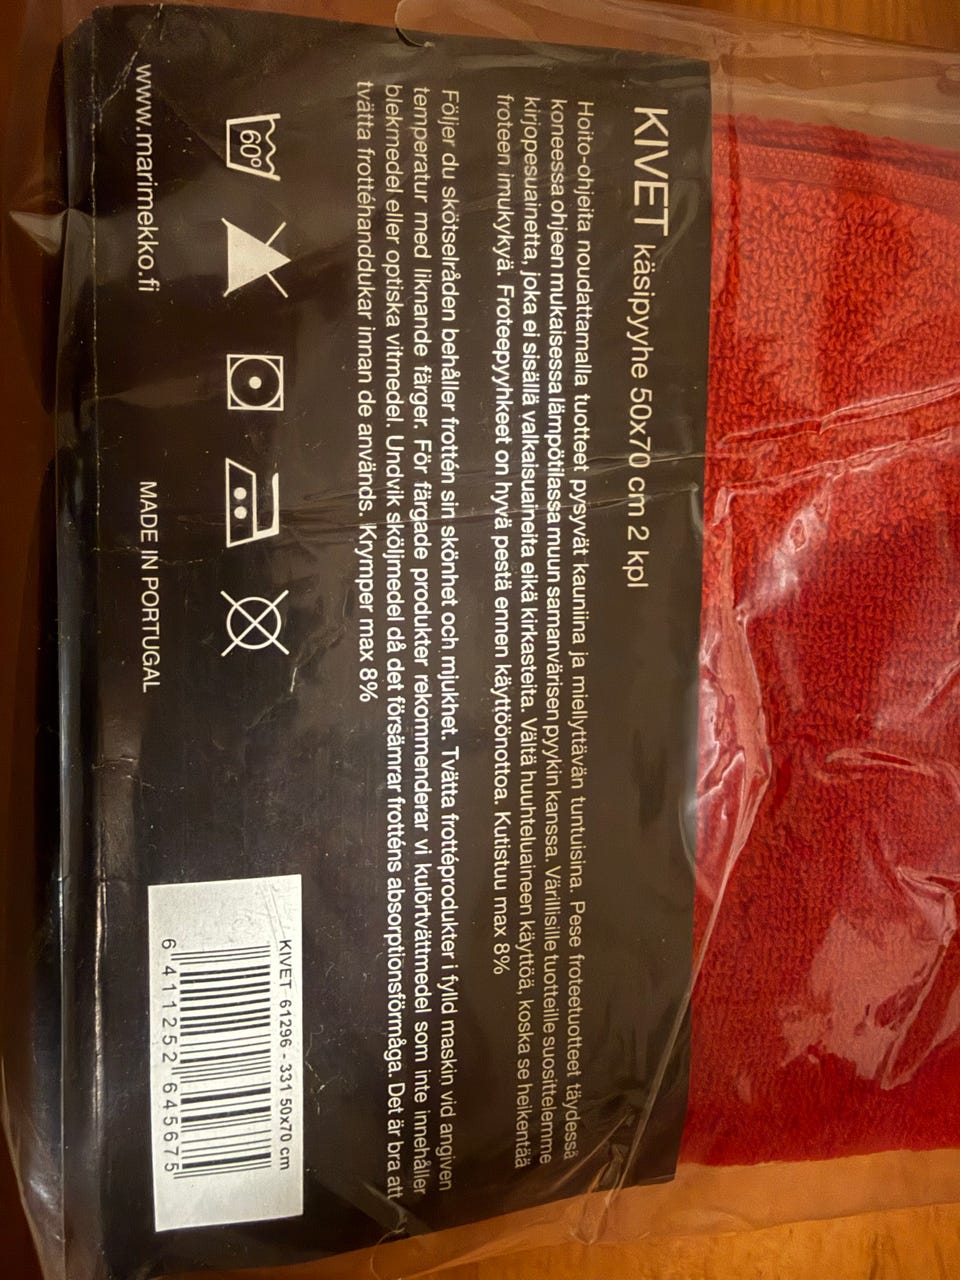 KIVET käsipyyhe 50x70 cm 2 kpl
Hoito-ohjeita noudattamalla tuotteet pysyvät kauniina ja miellyttävän tuntuisina. Pese froteetuotteet täydessä
koneessa ohjeen mukaisessa lämpötilassa muun samanvärisen pyykin kanssa. Värillisille tuotteille suosittelemme
kirjopesuainetta, joka ei sisällä valkaisuaineita eikä kirkasteita. Vältä huuhteluaineen käyttöä, koska se heikentää
froteen imukykyä. Froteepyyhkeet on hyvä pestä ennen käyttöönottoa. Kutistuu max 8%
Följer du skötselråden behåller frottén sin skönhet och mjukhet. Tvätta frottéprodukter i fylld maskin vid angiven
temperatur med liknande färger. För färgade produkter rekommenderar vi kulörtvättmedel som inte innehåller
blekmedel eller optiska vitmedel. Undvik sköljmedel då det försämrar frotténs absorptionsförmåga. Det är bra att
tvätta frottéhanddukar innan de används. Krymper max 8%
60°
www.marimekko.fi
MADE IN PORTUGAL
KIVET 61296 - 331 50x70 cm
6 411252 645675